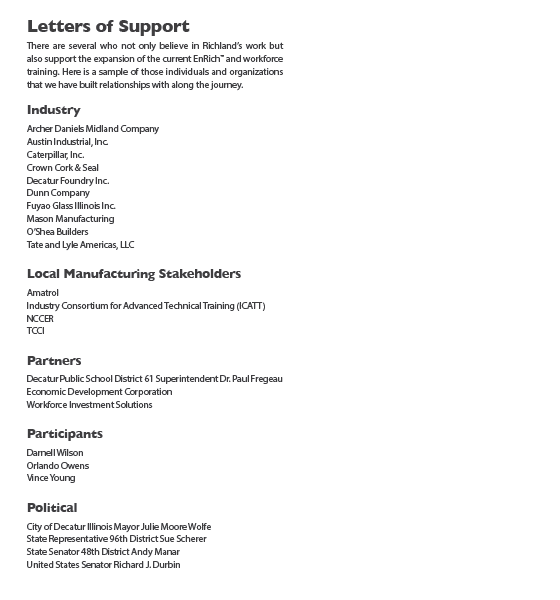 Letters of Support
There are several who not only believe in Richland's work but
also support the expansion of the current EnRich™ and workforce
training. Here is a sample of those individuals and organizations
that we have built relationships with along the journey.
Industry
Archer Daniels Midland Company
Austin Industrial, Inc.
Caterpillar, Inc.
Crown Cork & Seal
Decatur Foundry Inc.
Dunn Company
Fuyao Glass Illinois Inc.
Mason Manufacturing
O'Shea Builders
Tate and Lyle Americas, LLC
Local Manufacturing Stakeholders
Amatrol
Industry Consortium for Advanced Technical Training (ICATT)
NCCER
TCCI
Partners
Decatur Public School District 61 Superintendent Dr. Paul Fregeau
Economic Development Corporation
Workforce Investment Solutions
Participants
Darnell Wilson
Orlando Owens
Vince Young
Political
City of Decatur Illinois Mayor Julie Moore Wolfe
State Representative 96th District Sue Scherer
State Senator 48th District Andy Manar
United States Senator Richard J. Durbin